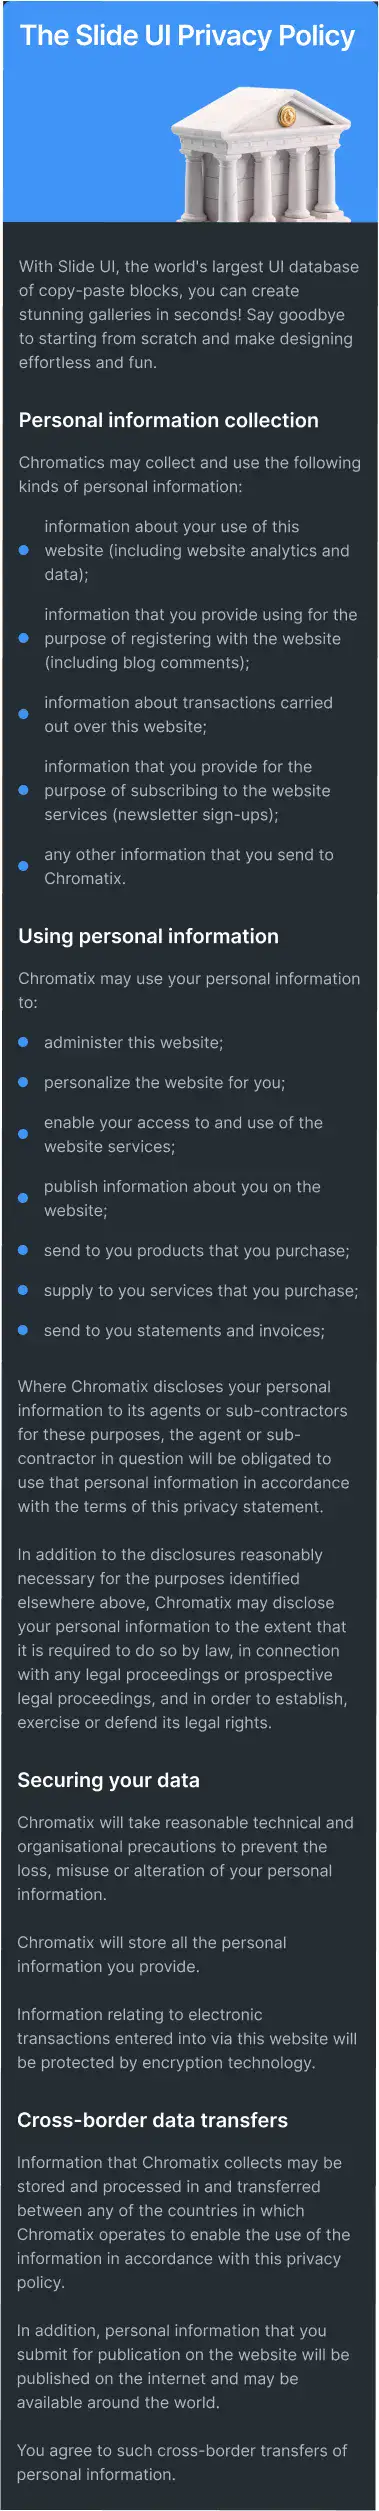 The Slide UI Privacy Policy
With Slide UI, the world's largest UI database
of copy-paste blocks, you can create
stunning galleries in seconds! Say goodbye
to starting from scratch and make designing
effortless and fun.
Personal information collection
Chromatics may collect and use the following
kinds of personal information:
information about your use of this
website (including website analytics and
data);
information that you provide using for the
purpose of registering with the website
(including blog comments);
information about transactions carried
out over this website;
information that you provide for the
purpose of subscribing to the website
services (newsletter sign-ups);
any other information that you send to
Chromatix.
Using personal information
Chromatix may use your personal information
to:
administer this website;
personalize the website for you;
enable your access to and use of the
website services;
publish information about you on the
website;
send to you products that you purchase;
supply to you services that you purchase;
send to you statements and invoices;
Where Chromatix discloses your personal
information to its agents or sub-contractors
for these purposes, the agent or sub-
contractor in question will be obligated to
use that personal information in accordance
with the terms of this privacy statement.
In addition to the disclosures reasonably
necessary for the purposes identified
elsewhere above, Chromatix may disclose
your personal information to the extent that
it is required to do so by law, in connection
with any legal proceedings or prospective
legal proceedings, and in order to establish,
exercise or defend its legal rights.
Securing your data
Chromatix will take reasonable technical and
organisational precautions to prevent the
loss, misuse or alteration of your personal
information.
Chromatix will store all the personal
information you provide.
Information relating to electronic
transactions entered into via this website will
be protected by encryption technology.
Cross-border data transfers
Information that Chromatix collects may be
stored and processed in and transferred
between any of the countries in which
Chromatix operates to enable the use of the
information in accordance with this privacy
policy.
In addition, personal information that you
submit for publication on the website will be
published on the internet and may be
available around the world.
You agree to such cross-border transfers of
personal information.